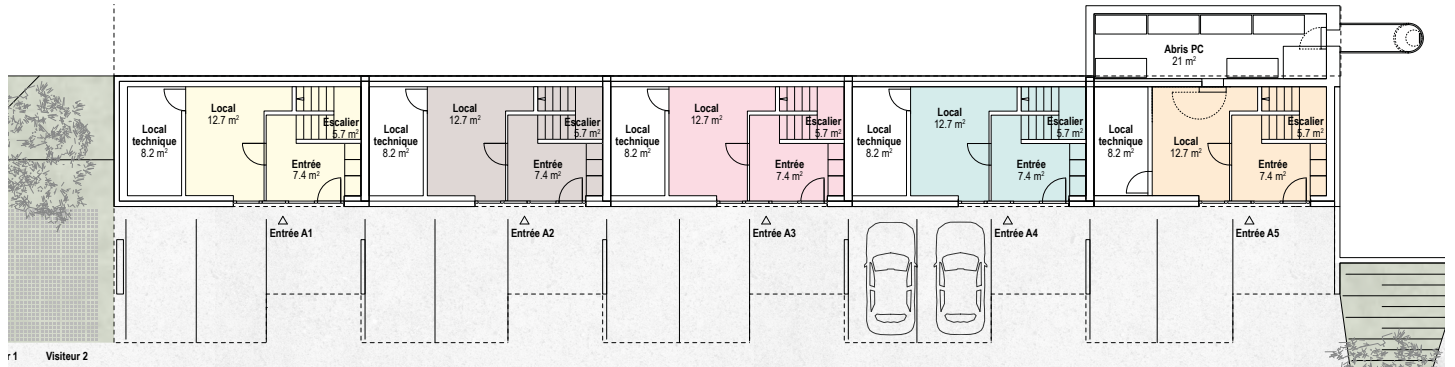 Abris PC
21 m²
Local
technique
8.2 m²
Local
12.7 m²
Escalier
5.7 m²
Entrée
7.4 m²
Local
technique
8.2 m²
Local
12.7 m²
Escalier
5.7 m²
Entrée
7.4 m²
Local
technique
8.2 m²
Local
12.7 m²
Escalier
5.7 m²
Entrée
7.4 m²
Local
technique
8.2 m²
Local
12.7 m²
Escalier
5.7 m²
Entrée
7.4 m²
Local
technique
8.2 m²
Local
12.7 m²
Escalier
5.7 m²
Entrée
7.4 m²
Entrée A1
Entrée A2
Entrée A3
Entrée A4
Entrée A5
r 1
Visiteur 2